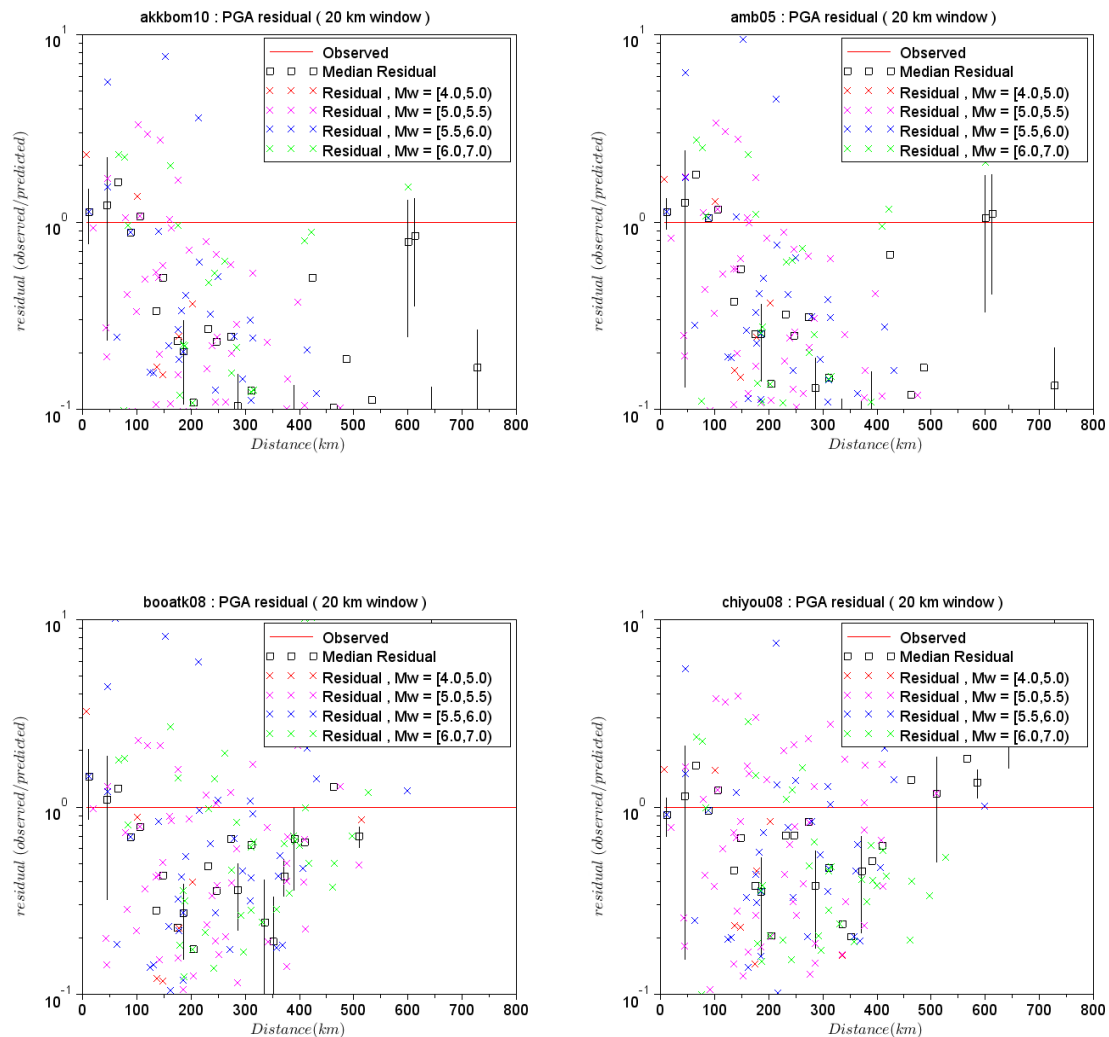 akkbom10 : PGA residual ( 20 km window )
10^1
10^0
10^-1
residual (observed/predicted)
Observed
Median Residual
Residual , Mw = [4.0,5.0)
Residual , Mw = [5.0,5.5)
Residual , Mw = [5.5,6.0)
Residual , Mw = [6.0,7.0)
0 100 200 300 400 500 600 700 800
Distance(km)
amb05 : PGA residual ( 20 km window )
10^1
10^0
10^-1
residual (observed/predicted)
Observed
Median Residual
Residual , Mw = [4.0,5.0)
Residual , Mw = [5.0,5.5)
Residual , Mw = [5.5,6.0)
Residual , Mw = [6.0,7.0)
0 100 200 300 400 500 600 700 800
Distance(km)
booatk08 : PGA residual ( 20 km window )
10^1
10^0
10^-1
residual (observed/predicted)
Observed
Median Residual
Residual , Mw = [4.0,5.0)
Residual , Mw = [5.0,5.5)
Residual , Mw = [5.5,6.0)
Residual , Mw = [6.0,7.0)
0 100 200 300 400 500 600 700 800
Distance(km)
chiyou08 : PGA residual ( 20 km window )
10^1
10^0
10^-1
residual (observed/predicted)
Observed
Median Residual
Residual , Mw = [4.0,5.0)
Residual , Mw = [5.0,5.5)
Residual , Mw = [5.5,6.0)
Residual , Mw = [6.0,7.0)
0 100 200 300 400 500 600 700 800
Distance(km)